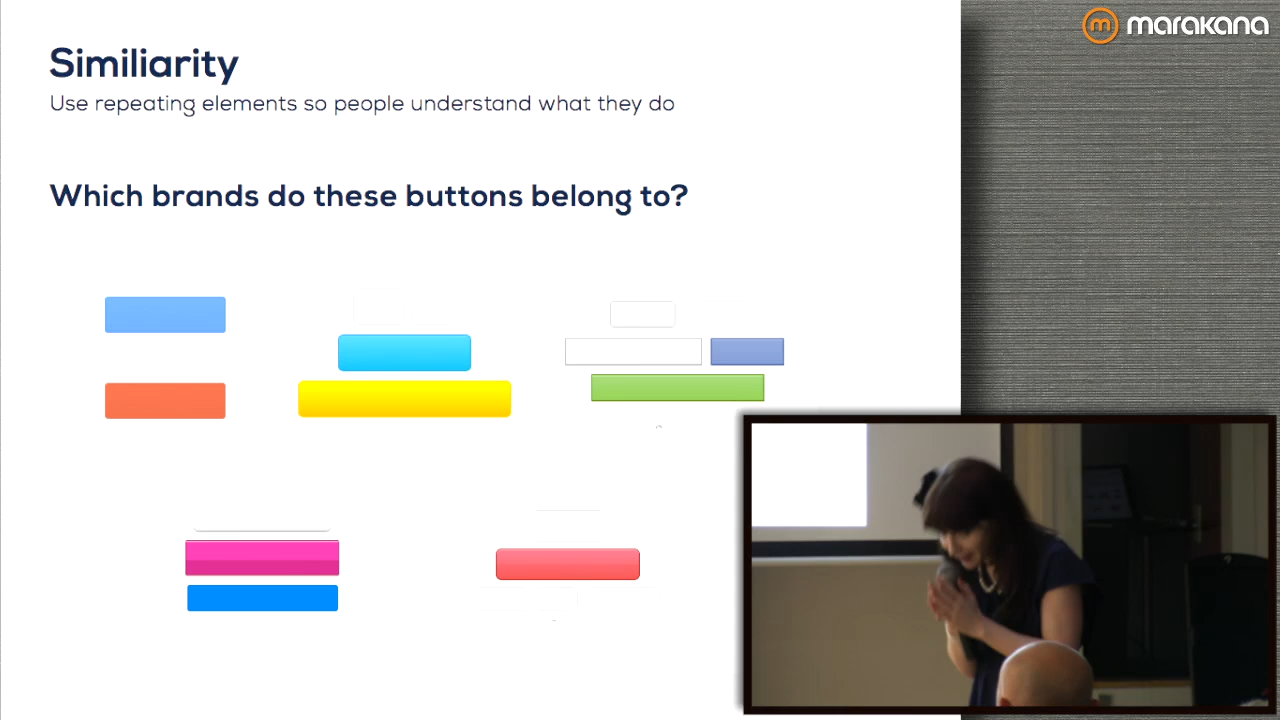 marakana
Similiarity
Use repeating elements so people understand what they do
Which brands do these buttons belong to?